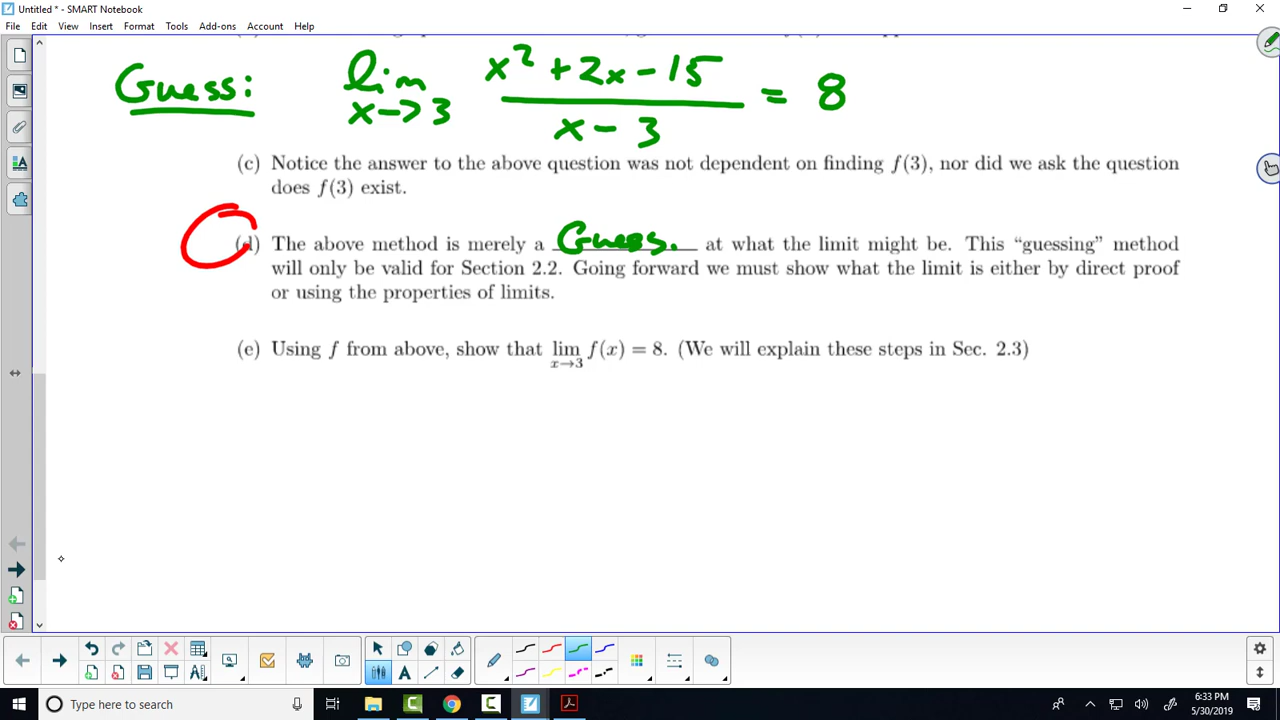 Untitled * - SMART Notebook
File Edit View Insert Format Tools Add-ons Account Help
Guess: lim x->3 x² + 2x - 15 / x - 3 = 8
(c) Notice the answer to the above question was not dependent on finding f(3), nor did we ask the question
does f(3) exist.
(d) The above method is merely a Guess. at what the limit might be. This “guessing” method
will only be valid for Section 2.2. Going forward we must show what the limit is either by direct proof
or using the properties of limits.
(e) Using f from above, show that lim x→3 f(x) = 8. (We will explain these steps in Sec. 2.3)
Type here to search
6:33 PM
5/30/2019